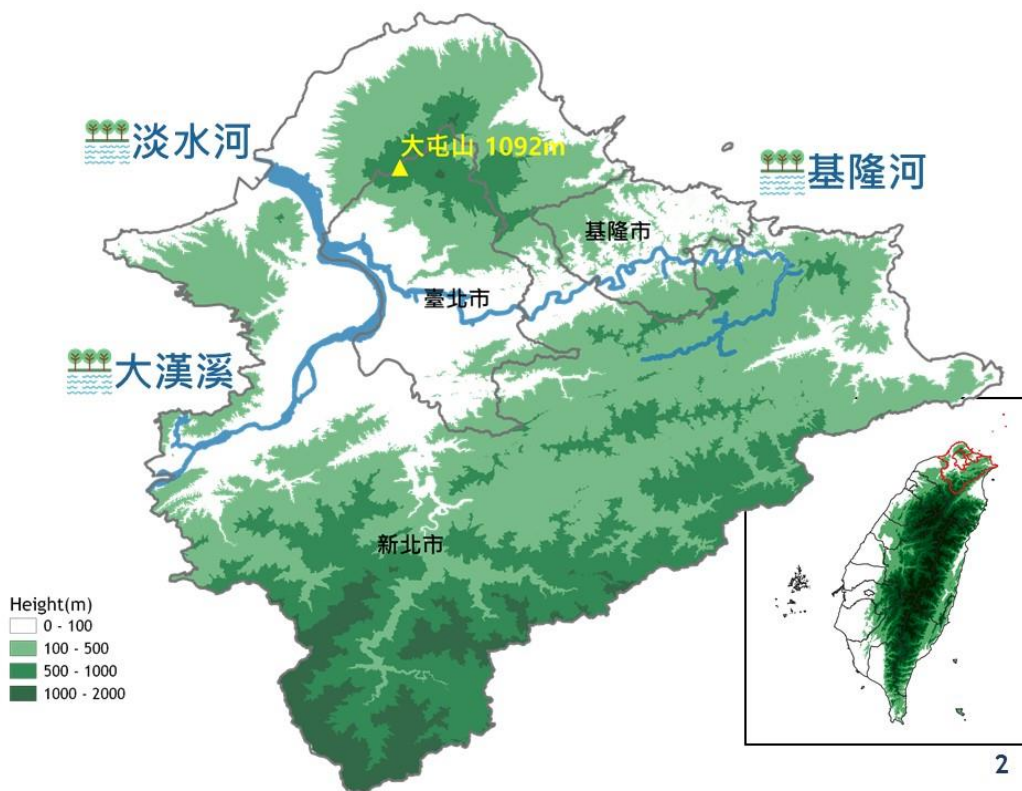 淡水河
大屯山 1092m
基隆河
基隆市
臺北市
大漢溪
新北市
Height(m)
0 - 100
100 - 500
500 - 1000
1000 - 2000
2